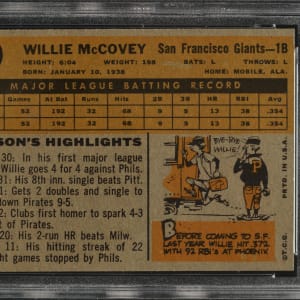 WILLIE McCOVEY San Francisco Giants—1B
HEIGHT: 6:04 WEIGHT: 198 BATS: L THROWS: L
BORN: JANUARY 10, 1938 HOME: MOBILE, ALA.
MAJOR LEAGUE BATTING RECORD
Games At Bat Runs Hits 2B 3B HR RBI Avg.
52 192 32 68 9 5 13 38 .354
52 192 32 68 9 5 13 38 .354
SON'S HIGHLIGHTS
30: In his first major league
Willie goes 4 for 4 against Phils.
31: His 8th inn. single beats Pitt.
1: Gets 2 doubles and single to
down Pirates 9-5.
2: Clubs first homer to spark 4-3
t of Pirates.
5: His 2-run HR beats Milw.
: His hitting streak of 22
ght games stopped by Phils.
BYE-BYE
WILLIE!
P
BEFORE COMING TO S.F.
LAST YEAR WILLIE HIT .372
WITH 92 RBI's AT PHOENIX.
©T.C.G. PRTD. IN U.S.A.